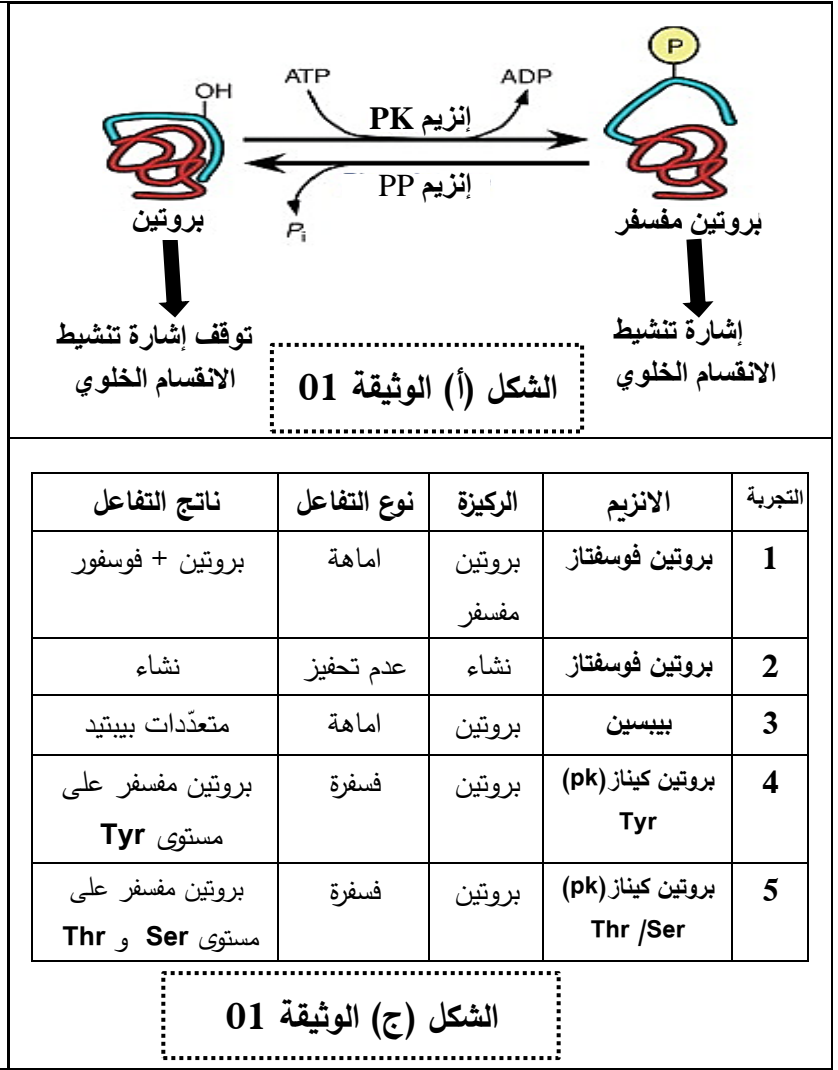 ATP ADP
OH P
إنزيم PK
إنزيم PP
Pi
بروتين بروتين مفسفر
توقف إشارة تنشيط
الانقسام الخلوي
إشارة تنشيط
الانقسام الخلوي
الشكل (أ) الوثيقة 01
التجربة الانزيم الركيزة نوع التفاعل ناتج التفاعل
1 بروتين فوسفتاز بروتين مفسفر اماهة بروتين + فوسفور
2 بروتين فوسفتاز نشاء عدم تحفيز نشاء
3 بيبسين بروتين اماهة متعدّدات بيبتيد
4 بروتين كيناز(pk) بروتين فسفرة بروتين مفسفر على
Tyr مستوى Tyr
5 بروتين كيناز(pk) بروتين فسفرة بروتين مفسفر على
Thr /Ser مستوى Ser و Thr
الشكل (ج) الوثيقة 01